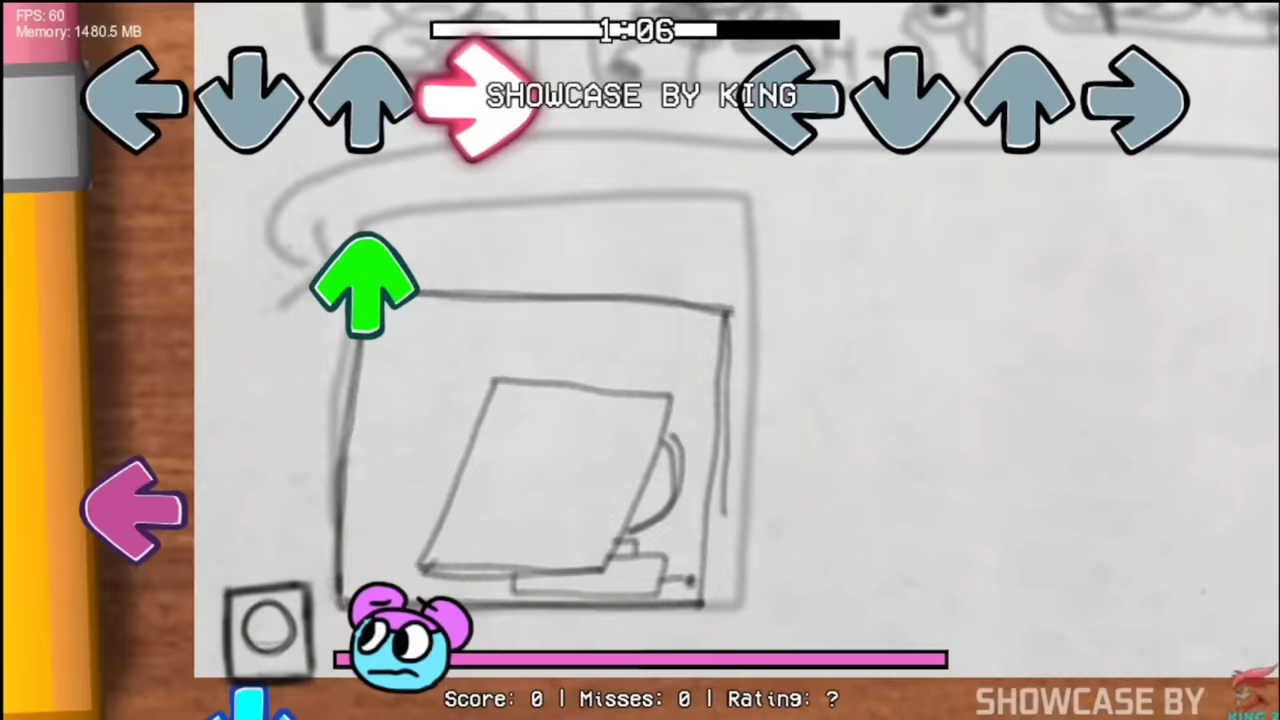 FPS: 60
Memory: 1480.5 MB
1:06
SHOWCASE BY KING
Score: 0 | Misses: 0 | Rating: ?
SHOWCASE BY